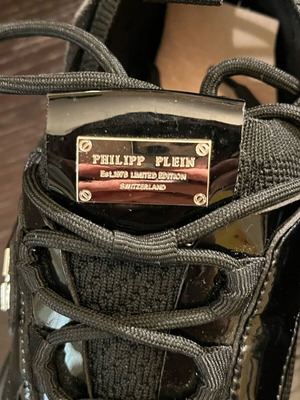 PHILIPP PLEIN
Est.1978 LIMITED EDITION
SWITZERLAND